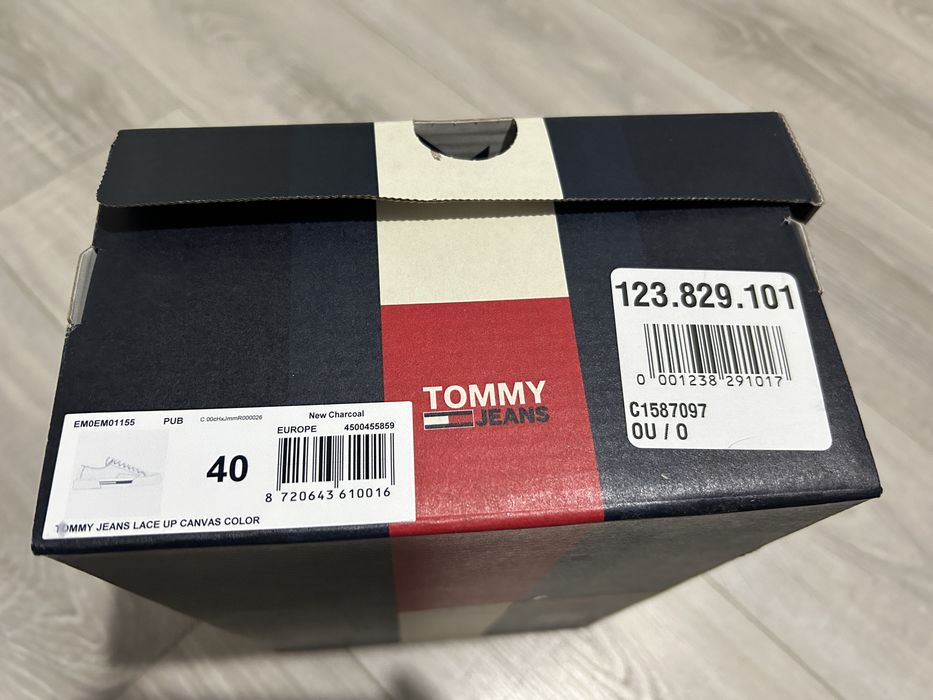 123.829.101
0 001238 291017
C1587097
OU / 0
TOMMY
JEANS
EM0EM01155 PUB C 00cHxJmmR000026 New Charcoal
EUROPE 4500455859
40
8 720643 610016
TOMMY JEANS LACE UP CANVAS COLOR